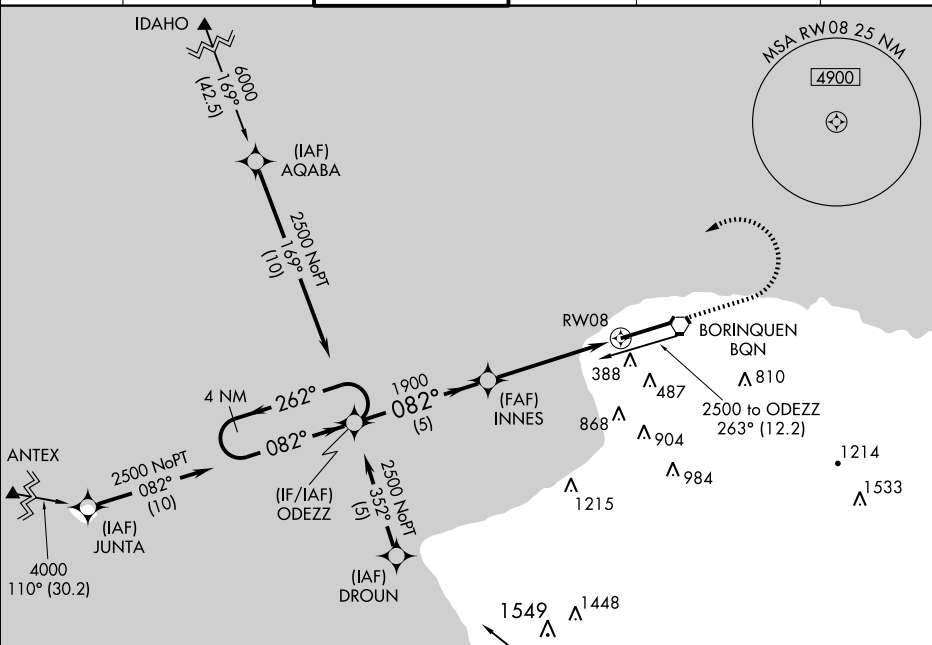 IDAHO
6000
169°
(42.5)
MSA RW08 25 NM
4900
(IAF)
AQABA
2500 NoPT
169°
(10)
RW08
BORINQUEN
BQN
388
487
810
2500 to ODEZZ
263° (12.2)
4 NM
262°
082°
1900
082°
(5)
(FAF)
INNES
868
904
984
1214
1533
1215
ANTEX
2500 NoPT
082°
(10)
(IF/IAF)
ODEZZ
2500 NoPT
352°
(5)
(IAF)
JUNTA
4000
110° (30.2)
(IAF)
DROUN
1549
1448